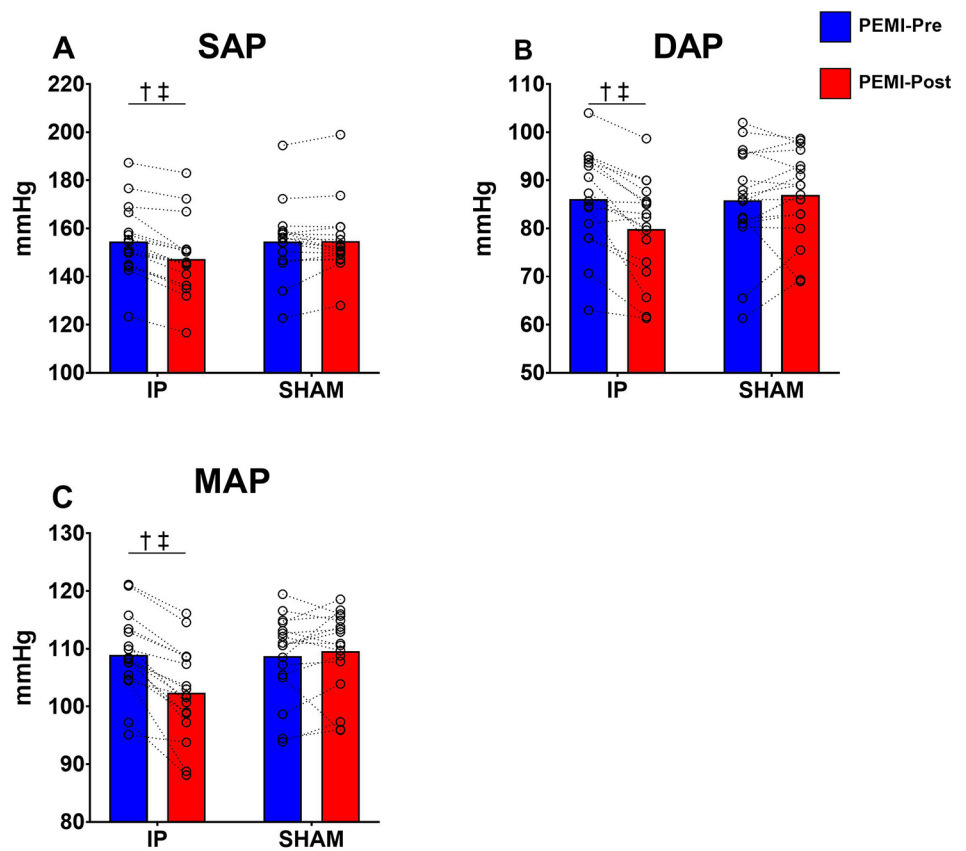 A SAP
B DAP
PEMI-Pre
PEMI-Post
† ‡
† ‡
mmHg
220
200
180
160
140
120
100
IP SHAM
mmHg
110
100
90
80
70
60
50
IP SHAM
C MAP
† ‡
mmHg
130
120
110
100
90
80
IP SHAM